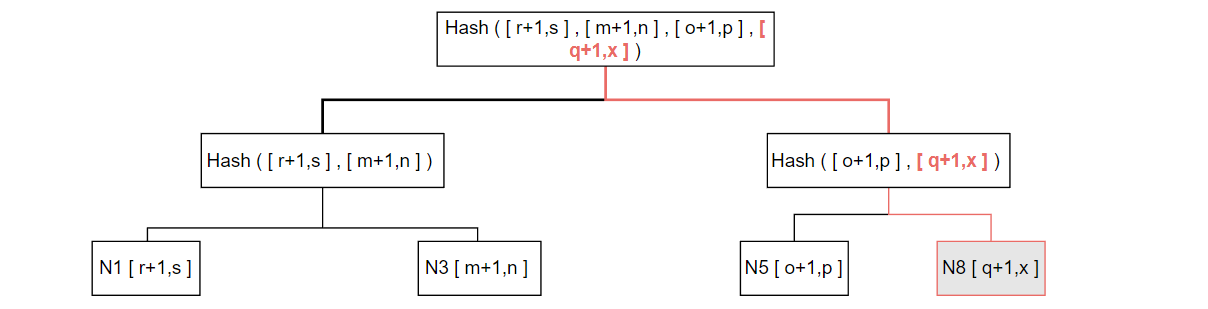 Hash ( [ r+1,s ] , [ m+1,n ] , [ o+1,p ] , [
q+1,x ] )
Hash ( [ r+1,s ] , [ m+1,n ] )
Hash ( [ o+1,p ] , [ q+1,x ] )
N1 [ r+1,s ]
N3 [ m+1,n ]
N5 [ o+1,p ]
N8 [ q+1,x ]